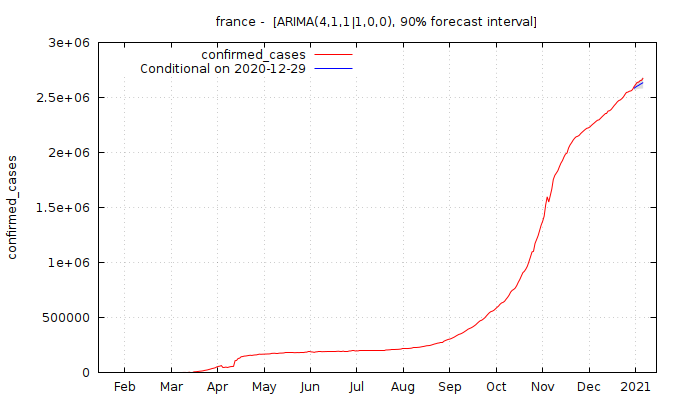 france -  [ARIMA(4,1,1|1,0,0), 90% forecast interval]
confirmed_cases
Conditional on 2020-12-29
3e+06
2.5e+06
2e+06
1.5e+06
1e+06
500000
0
confirmed_cases
Feb Mar Apr May Jun Jul Aug Sep Oct Nov Dec 2021